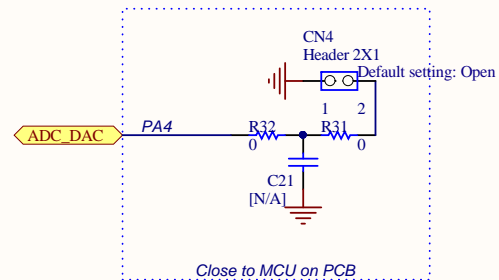 CN4
Header 2X1
Default setting: Open
1 2
ADC_DAC
PA4
R32
R31
0
0
C21
[N/A]
Close to MCU on PCB